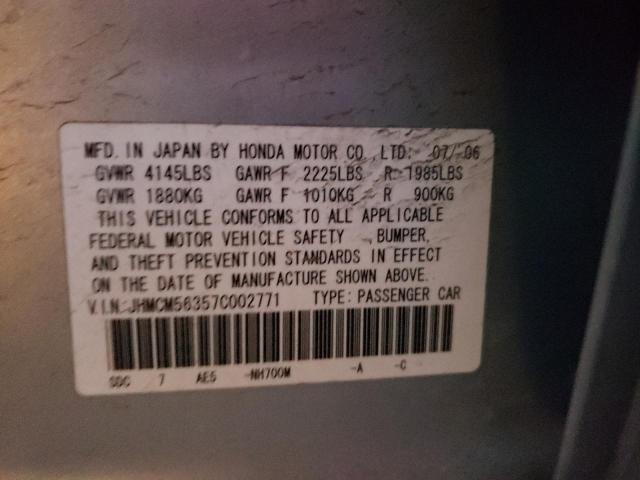 MFD. IN JAPAN BY HONDA MOTOR CO.,LTD. 07/ 06
GVWR 4145LBS GAWR F 2225LBS R 1985LBS
GVWR 1880KG GAWR F 1010KG R 900KG
THIS VEHICLE CONFORMS TO ALL APPLICABLE
FEDERAL MOTOR VEHICLE SAFETY ,BUMPER,
AND THEFT PREVENTION STANDARDS IN EFFECT
ON THE DATE OF MANUFACTURE SHOWN ABOVE.
V.I.N:JHMCM56357C002771 TYPE: PASSENGER CAR
SDC 7 AE5 -NH700M -A -C